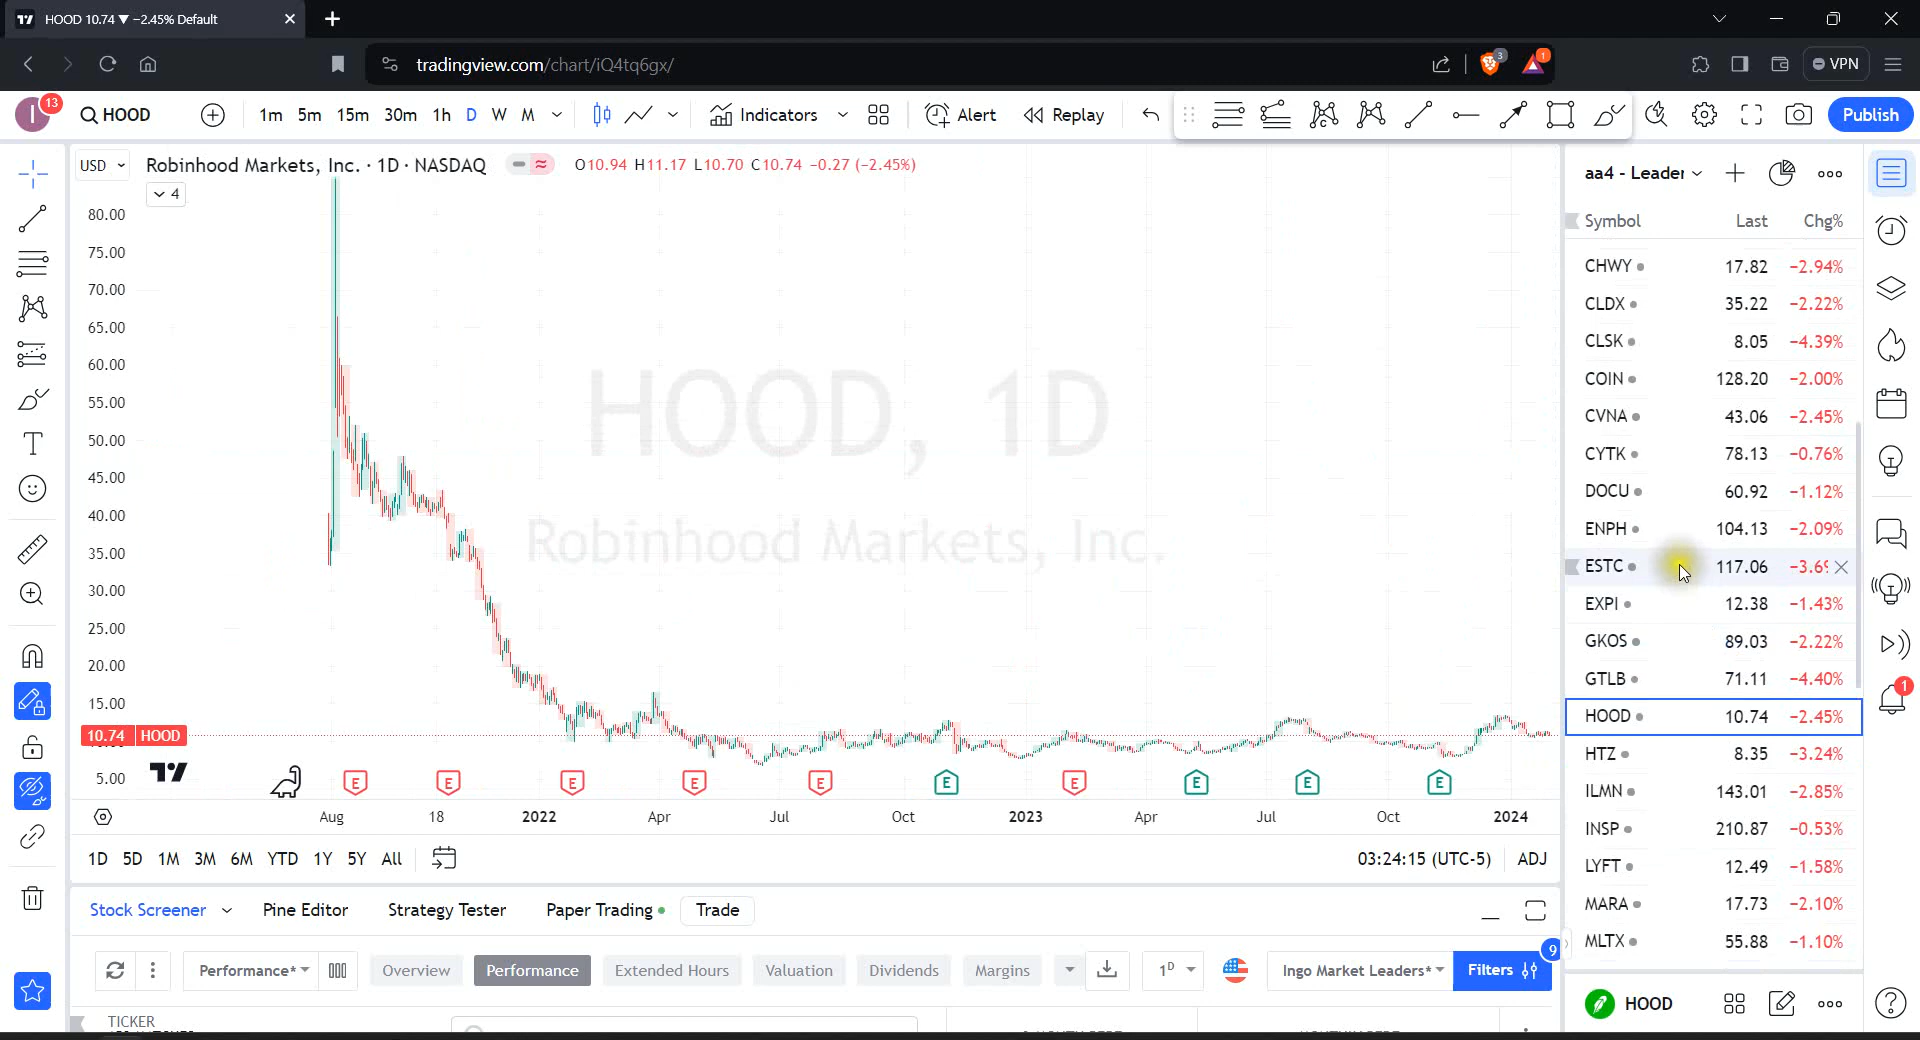 HOOD 10.74 ▼ −2.45% Default
tradingview.com/chart/iQ4tq6gx/
3
1
VPN
I
13
HOOD
1m 5m 15m 30m 1h D W M
Indicators
Alert
Replay
Publish
USD
Robinhood Markets, Inc. · 1D · NASDAQ
O10.94 H11.17 L10.70 C10.74 −0.27 (−2.45%)
4
80.00
75.00
70.00
65.00
60.00
55.00
50.00
45.00
40.00
35.00
30.00
25.00
20.00
15.00
10.74 HOOD
5.00
HOOD, 1D
Robinhood Markets, Inc.
E E E E E E E E E E
Aug 18 2022 Apr Jul Oct 2023 Apr Jul Oct 2024
1D 5D 1M 3M 6M YTD 1Y 5Y All
03:24:15 (UTC-5) ADJ
Stock Screener
Pine Editor
Strategy Tester
Paper Trading
Trade
Performance*
Overview
Performance
Extended Hours
Valuation
Dividends
Margins
1D
Ingo Market Leaders*
Filters
9
TICKER
aa4 - Leader
Symbol Last Chg%
CHWY 17.82 −2.94%
CLDX 35.22 −2.22%
CLSK 8.05 −4.39%
COIN 128.20 −2.00%
CVNA 43.06 −2.45%
CYTK 78.13 −0.76%
DOCU 60.92 −1.12%
ENPH 104.13 −2.09%
ESTC 117.06 −3.69
EXPI 12.38 −1.43%
GKOS 89.03 −2.22%
GTLB 71.11 −4.40%
HOOD 10.74 −2.45%
HTZ 8.35 −3.24%
ILMN 143.01 −2.85%
INSP 210.87 −0.53%
LYFT 12.49 −1.58%
MARA 17.73 −2.10%
MLTX 55.88 −1.10%
HOOD
1